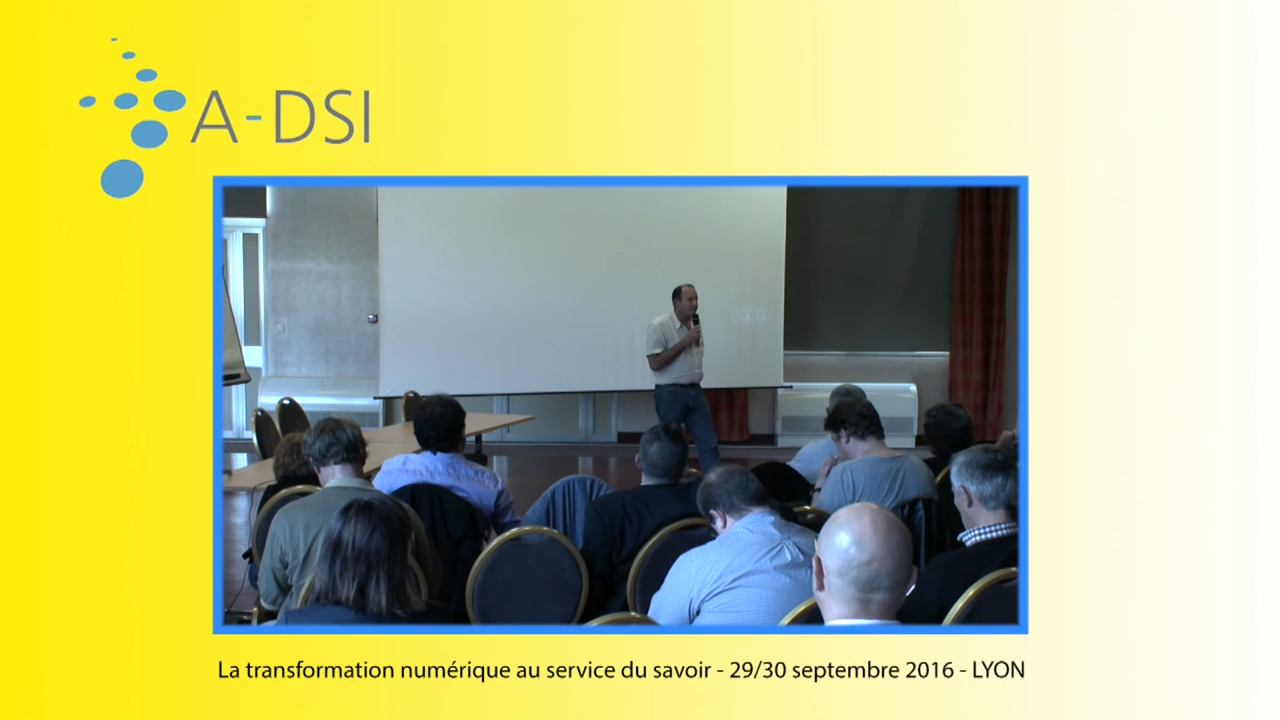 A-DSI
La transformation numérique au service du savoir - 29/30 septembre 2016 - LYON